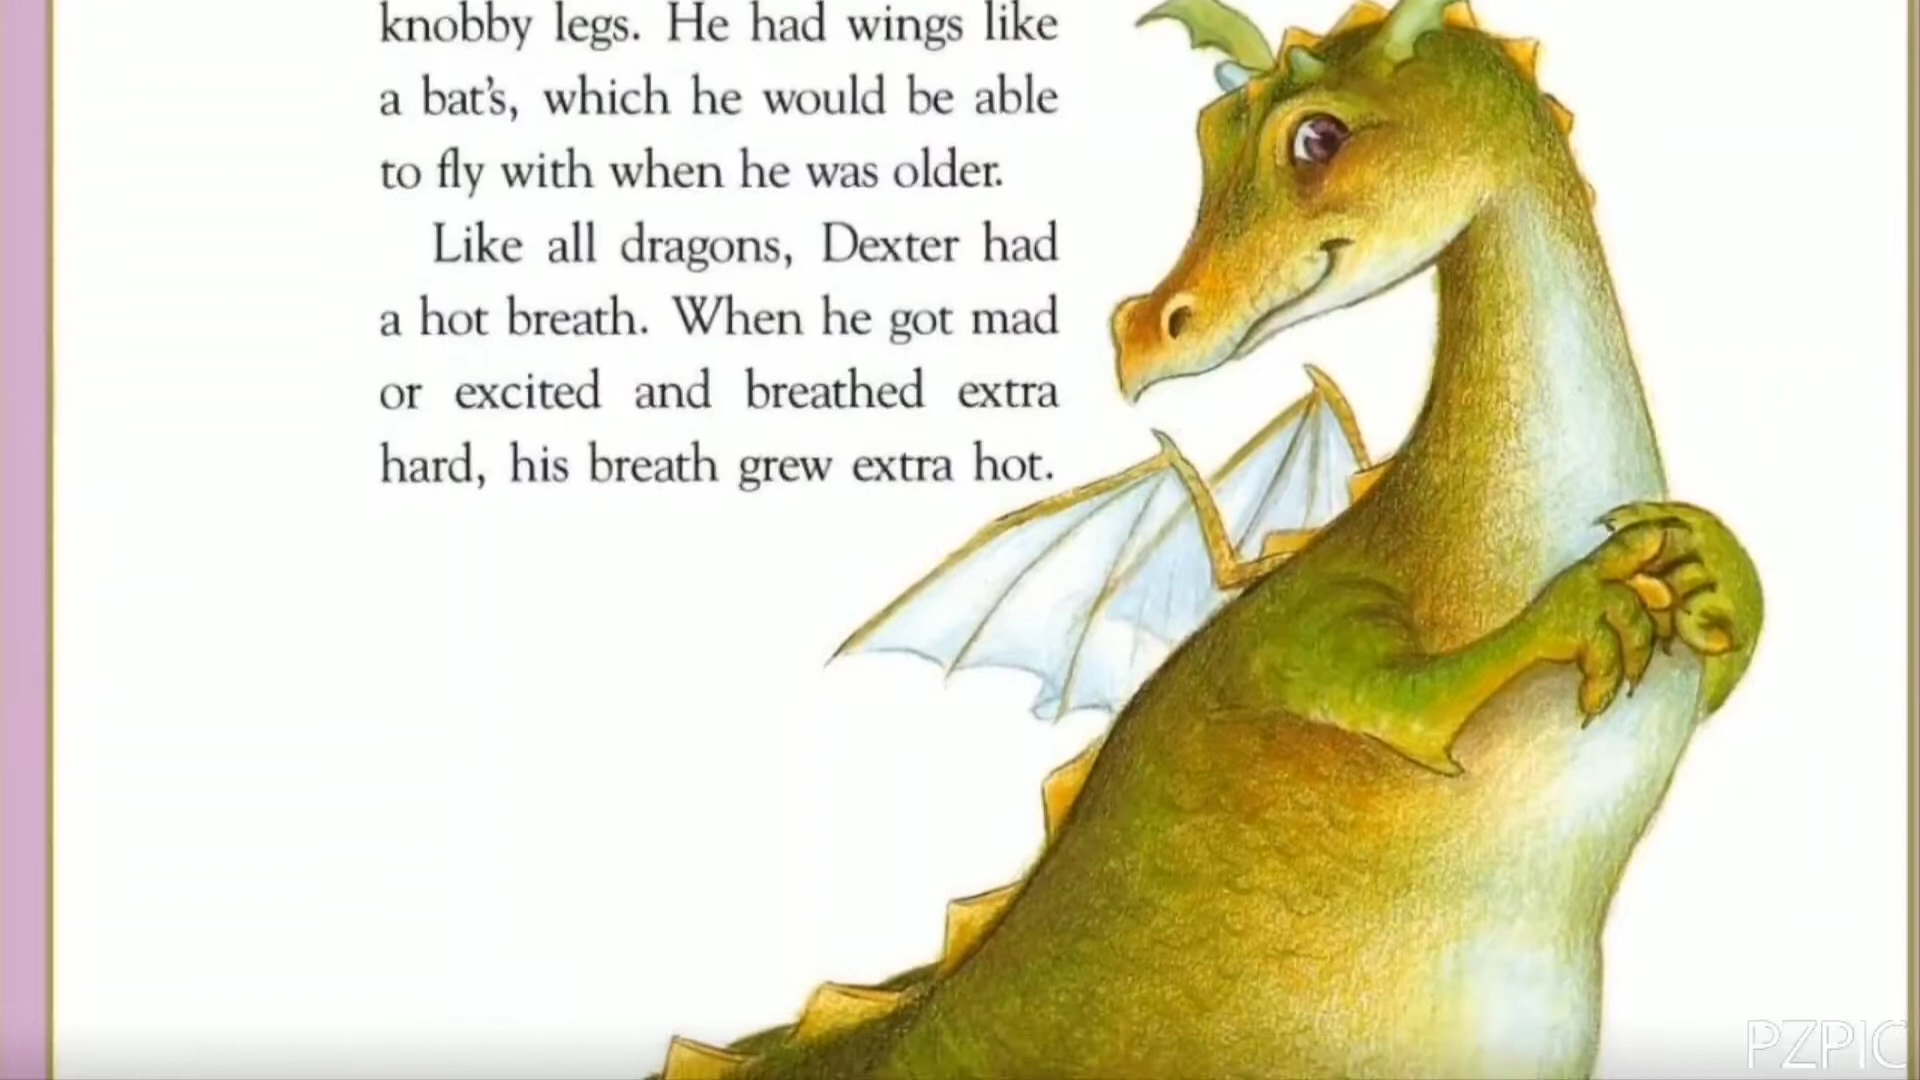 knobby legs. He had wings like
a bat's, which he would be able
to fly with when he was older.
Like all dragons, Dexter had
a hot breath. When he got mad
or excited and breathed extra
hard, his breath grew extra hot.
PZPIC